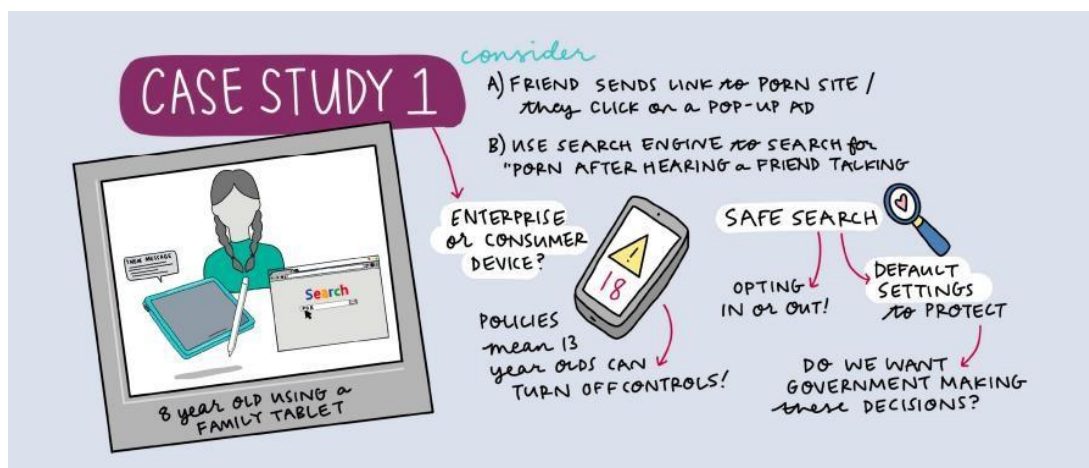 CASE STUDY 1
consider
A) FRIEND SENDS LINK to PORN SITE /
they CLICK on a POP-UP AD
B) USE SEARCH ENGINE to SEARCH for
"PORN AFTER HEARING a FRIEND TALKING
THEM MESSAGE
Search
8 year OLD USING a
FAMILY TABLET
ENTERPRISE
or CONSUMER
DEVICE?
18
POLICIES
mean 13
year OLDS CAN
TURN OFF CONTROLS!
SAFE SEARCH
OPTING
IN or OUT!
DEFAULT
SETTINGS
to PROTECT
DO WE WANT
GOVERNMENT MAKING
these DECISIONS?